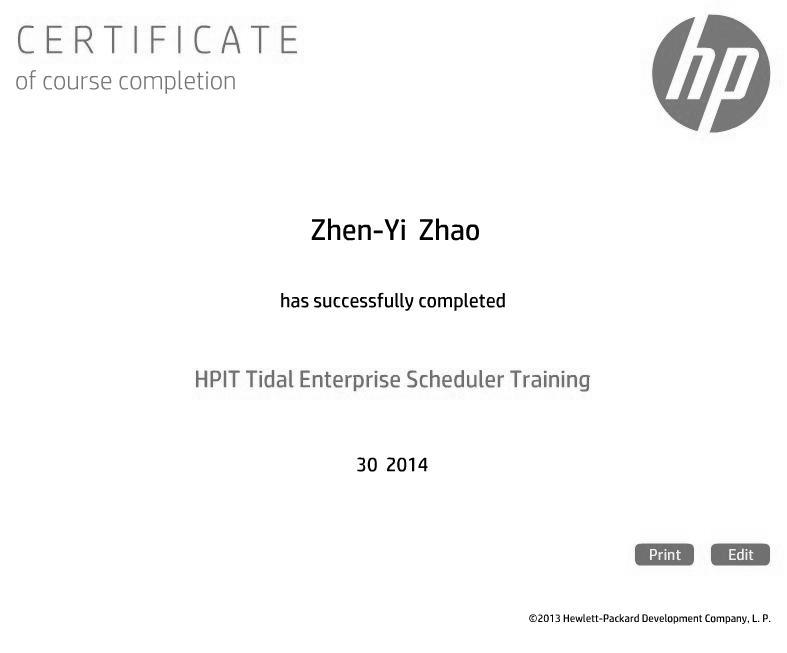 CERTIFICATE
of course completion
hp
Zhen-Yi Zhao
has successfully completed
HPIT Tidal Enterprise Scheduler Training
30 2014
Print
Edit
©2013 Hewlett-Packard Development Company, L. P.